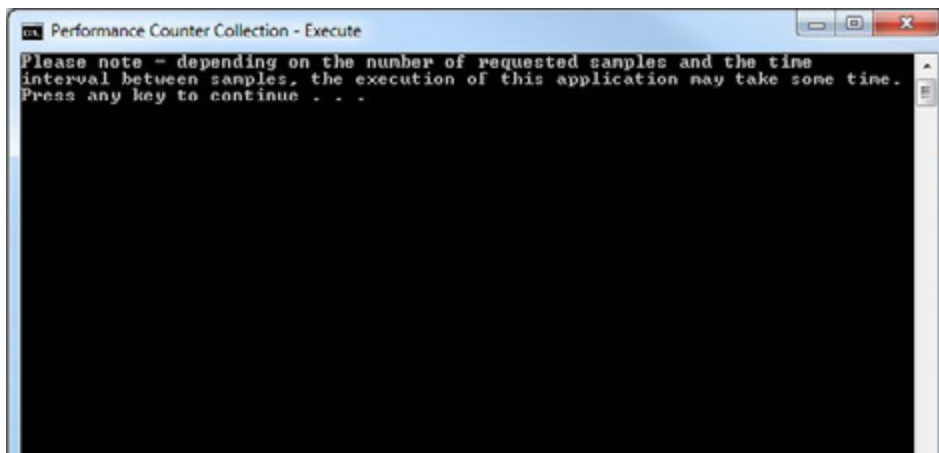 Performance Counter Collection - Execute
Please note - depending on the number of requested samples and the time
interval between samples, the execution of this application may take some time.
Press any key to continue . . .